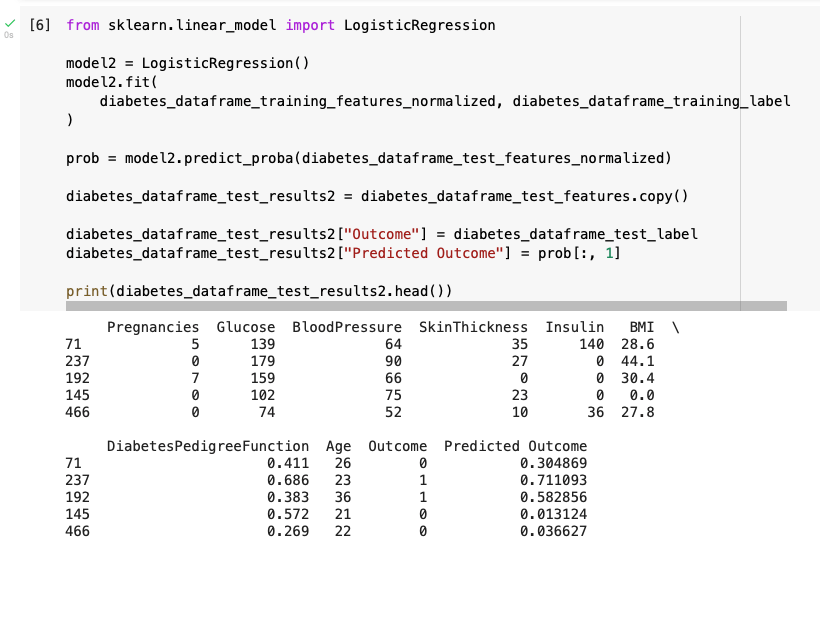 [6] from sklearn.linear_model import LogisticRegression
0s
model2 = LogisticRegression()
model2.fit(
    diabetes_dataframe_training_features_normalized, diabetes_dataframe_training_label
)
prob = model2.predict_proba(diabetes_dataframe_test_features_normalized)
diabetes_dataframe_test_results2 = diabetes_dataframe_test_features.copy()
diabetes_dataframe_test_results2["Outcome"] = diabetes_dataframe_test_label
diabetes_dataframe_test_results2["Predicted Outcome"] = prob[:, 1]
print(diabetes_dataframe_test_results2.head())
     Pregnancies  Glucose  BloodPressure  SkinThickness  Insulin   BMI  \
71             5      139             64             35      140  28.6
237            0      179             90             27        0  44.1
192            7      159             66              0        0  30.4
145            0      102             75             23        0   0.0
466            0       74             52             10       36  27.8
     DiabetesPedigreeFunction  Age  Outcome  Predicted Outcome
71                      0.411   26        0           0.304869
237                     0.686   23        1           0.711093
192                     0.383   36        1           0.582856
145                     0.572   21        0           0.013124
466                     0.269   22        0           0.036627